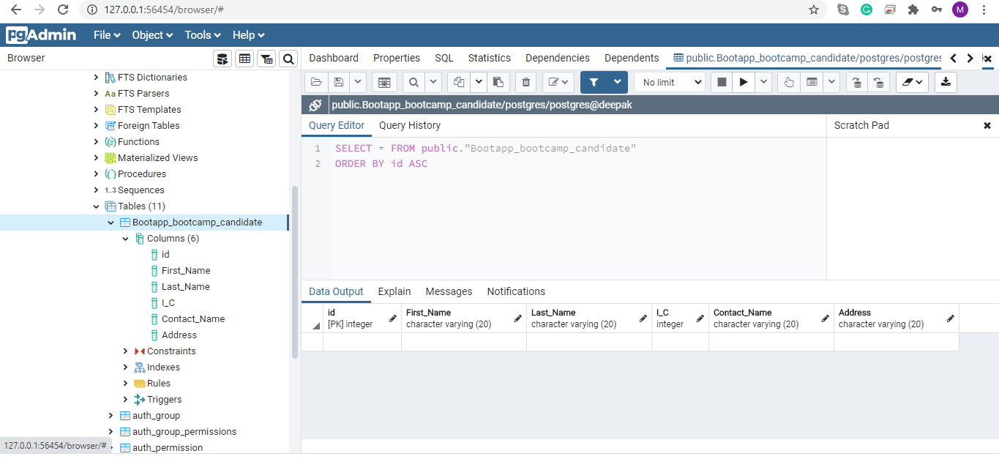 127.0.0.1:56454/browser/#
M
pgAdmin File Object Tools Help
Browser
Dashboard Properties SQL Statistics Dependencies Dependents public.Bootapp_bootcamp_candidate/postgres/postgres
No limit
public.Bootapp_bootcamp_candidate/postgres/postgres@deepak
Query Editor Query History
Scratch Pad
1 SELECT * FROM public."Bootapp_bootcamp_candidate"
2 ORDER BY id ASC
FTS Dictionaries
Aa FTS Parsers
FTS Templates
Foreign Tables
Functions
Materialized Views
Procedures
1..3 Sequences
Tables (11)
Bootapp_bootcamp_candidate
Columns (6)
id
First_Name
Last_Name
I_C
Contact_Name
Address
Constraints
Indexes
Rules
Triggers
auth_group
auth_group_permissions
auth_permission
127.0.0.1:56454/browser/#
Data Output Explain Messages Notifications
id First_Name Last_Name I_C Contact_Name Address
[PK] integer character varying (20) character varying (20) integer character varying (20) character varying (20)